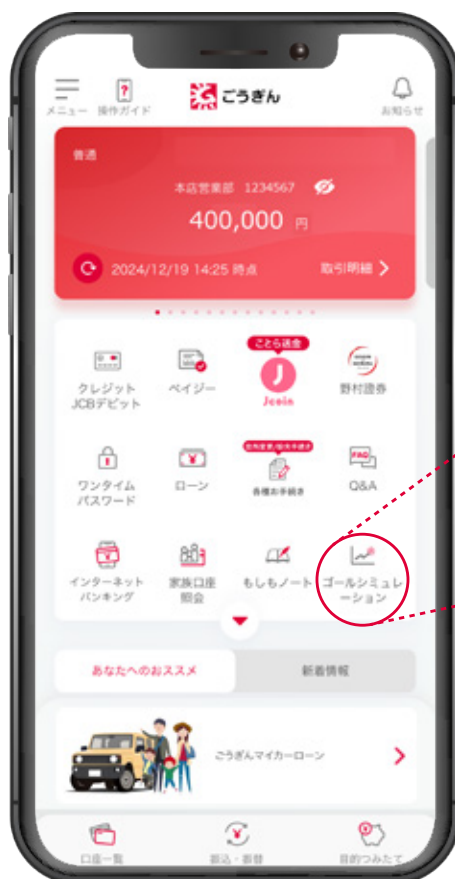 メニュー
操作ガイド
ごうぎん
お知らせ
普通
本店営業部 1234567
400,000 円
2024/12/19 14:25 時点
取引明細
ことら送金
クレジット
JCBデビット
ペイジー
J
Jcoin
野村證券
ワンタイム
パスワード
ローン
各種お手続き
FAQ
Q&A
インターネット
バンキング
家族口座
照会
もしもノート
ゴールシミュレ
ーション
あなたへのおススメ
新着情報
ごうぎんマイカーローン
口座一覧
振込・振替
目的つみたて